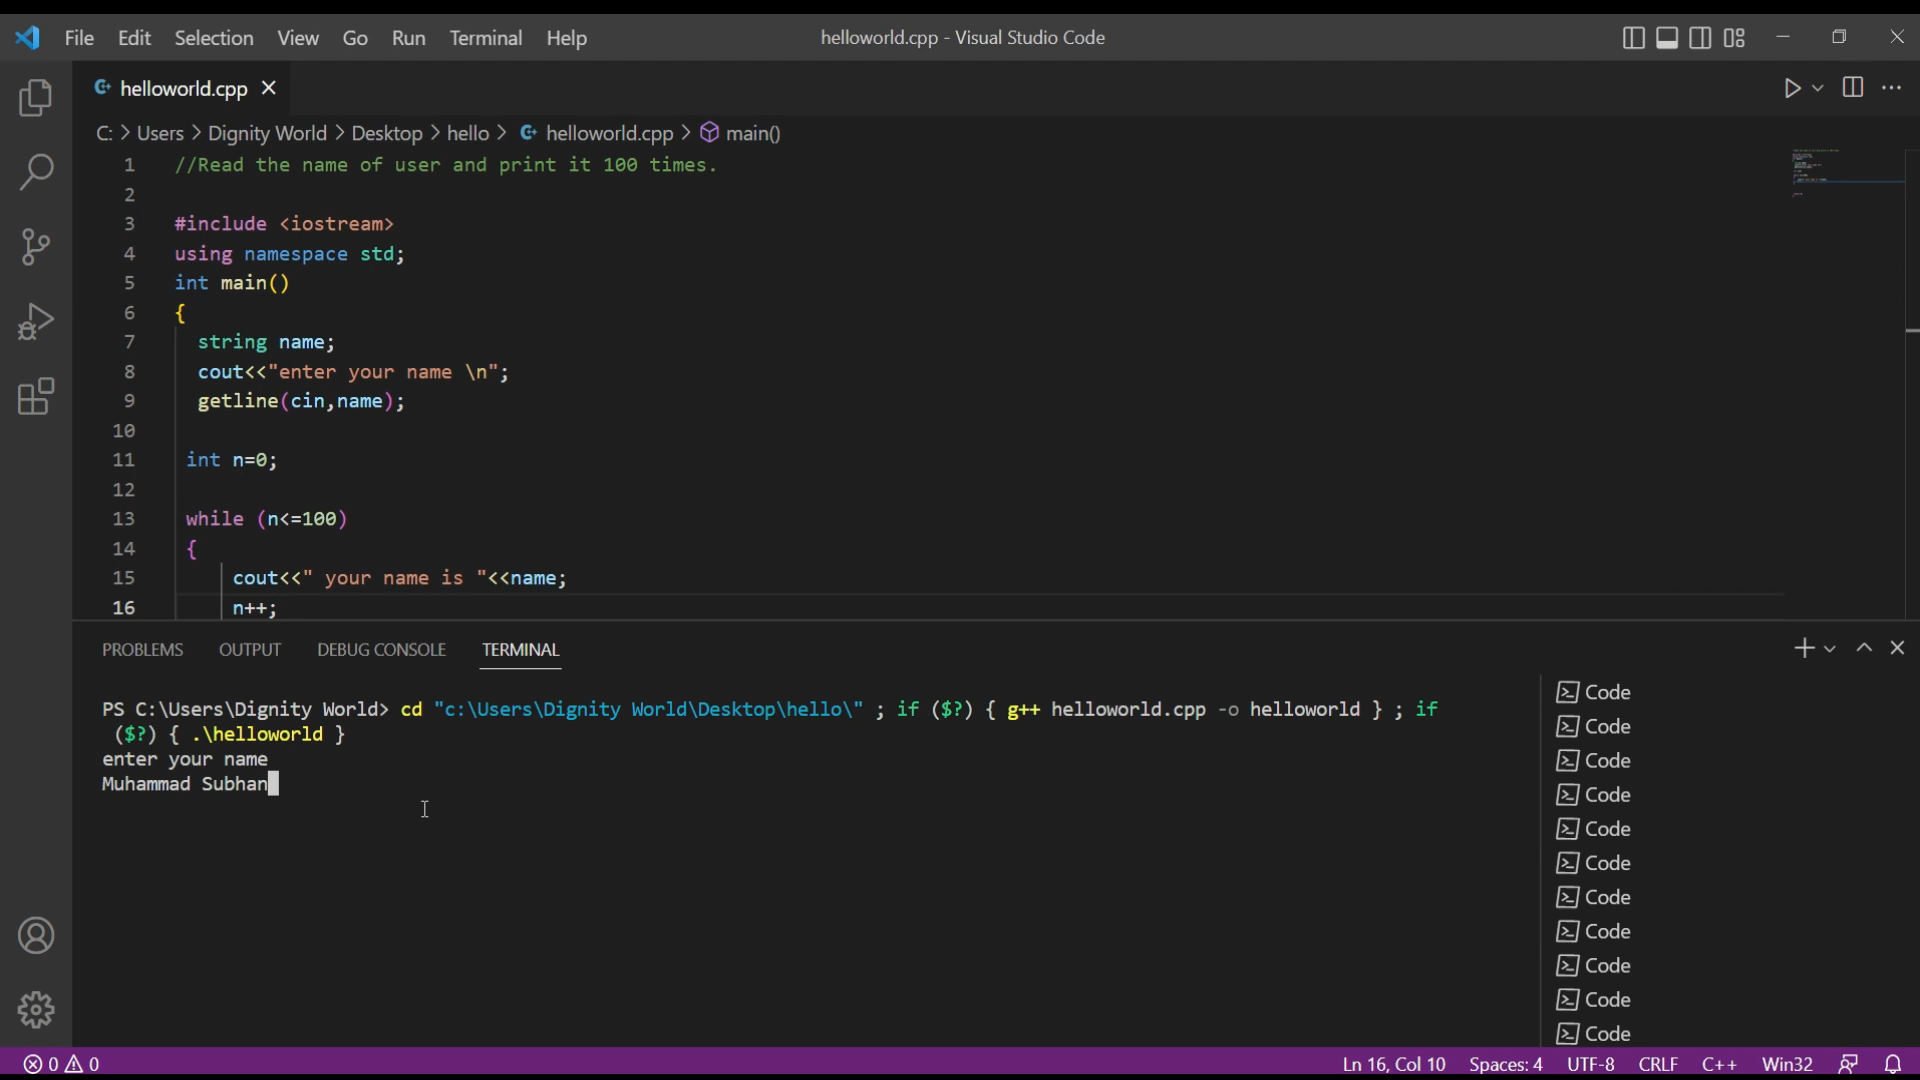 File Edit Selection View Go Run Terminal Help helloworld.cpp - Visual Studio Code
helloworld.cpp
C: > Users > Dignity World > Desktop > hello > helloworld.cpp > main()
1 //Read the name of user and print it 100 times.
2
3 #include <iostream>
4 using namespace std;
5 int main()
6 {
7 string name;
8 cout<<"enter your name \n";
9 getline(cin,name);
10
11 int n=0;
12
13 while (n<=100)
14 {
15 cout<<" your name is "<<name;
16 n++;
PROBLEMS OUTPUT DEBUG CONSOLE TERMINAL
PS C:\Users\Dignity World> cd "c:\Users\Dignity World\Desktop\hello\" ; if ($?) { g++ helloworld.cpp -o helloworld } ; if
($?) { .\helloworld }
enter your name
Muhammad Subhan
Code
Code
Code
Code
Code
Code
Code
Code
Code
Code
Code
0 0 Ln 16, Col 10 Spaces: 4 UTF-8 CRLF C++ Win32